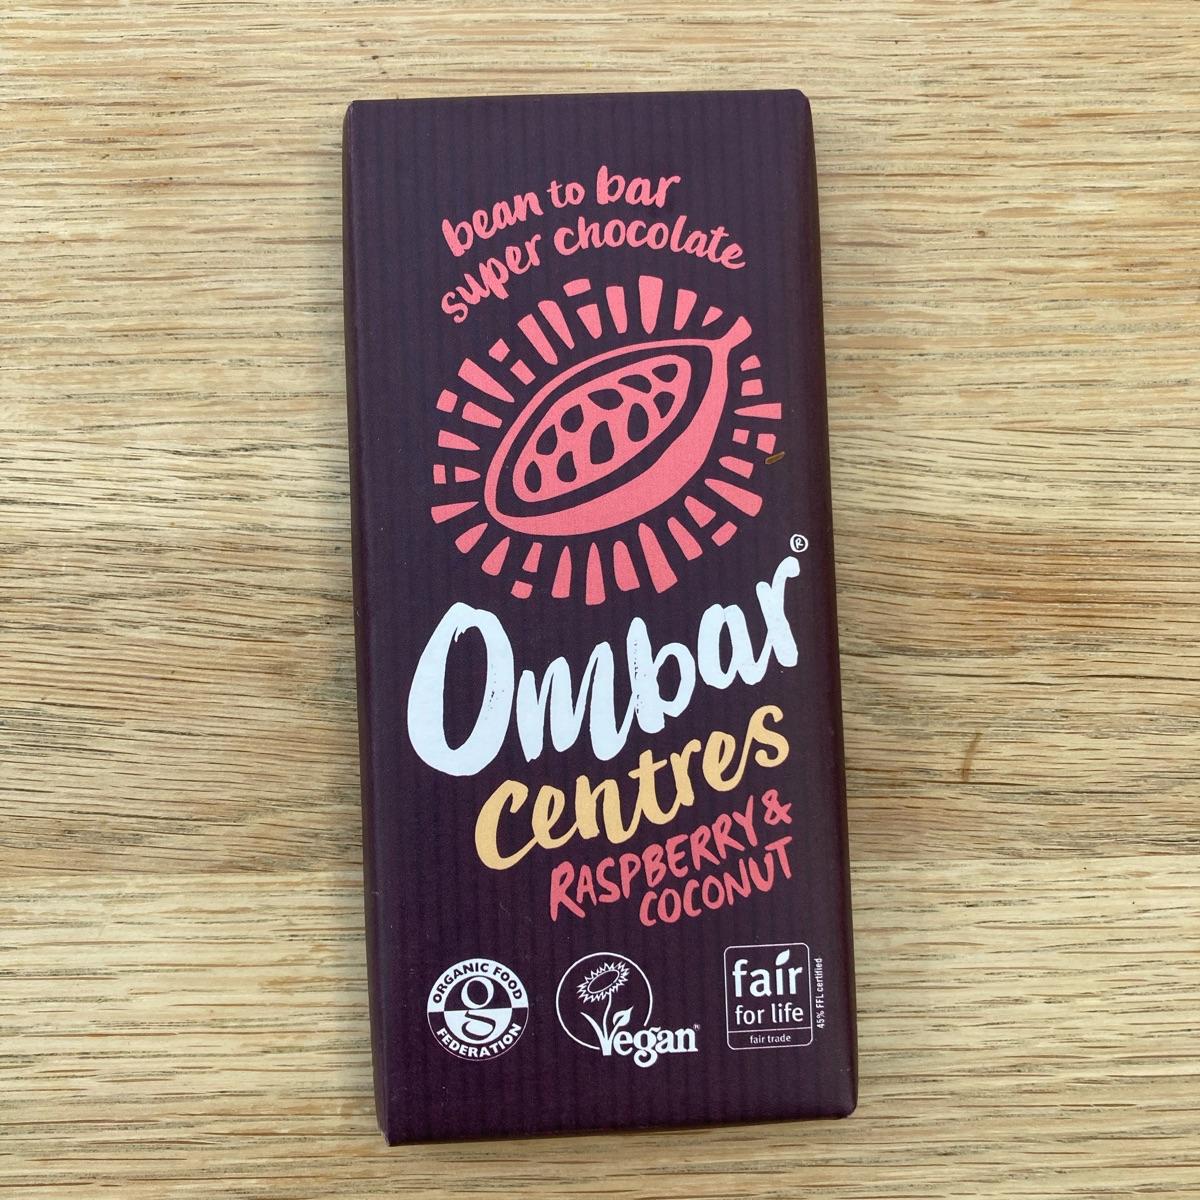 bean to bar
super chocolate
Ombar®
centres
RASPBERRY &
COCONUT
ORGANIC FOOD
g
FEDERATION
Vegan®
fair
for life
fair trade
45% FFL certified